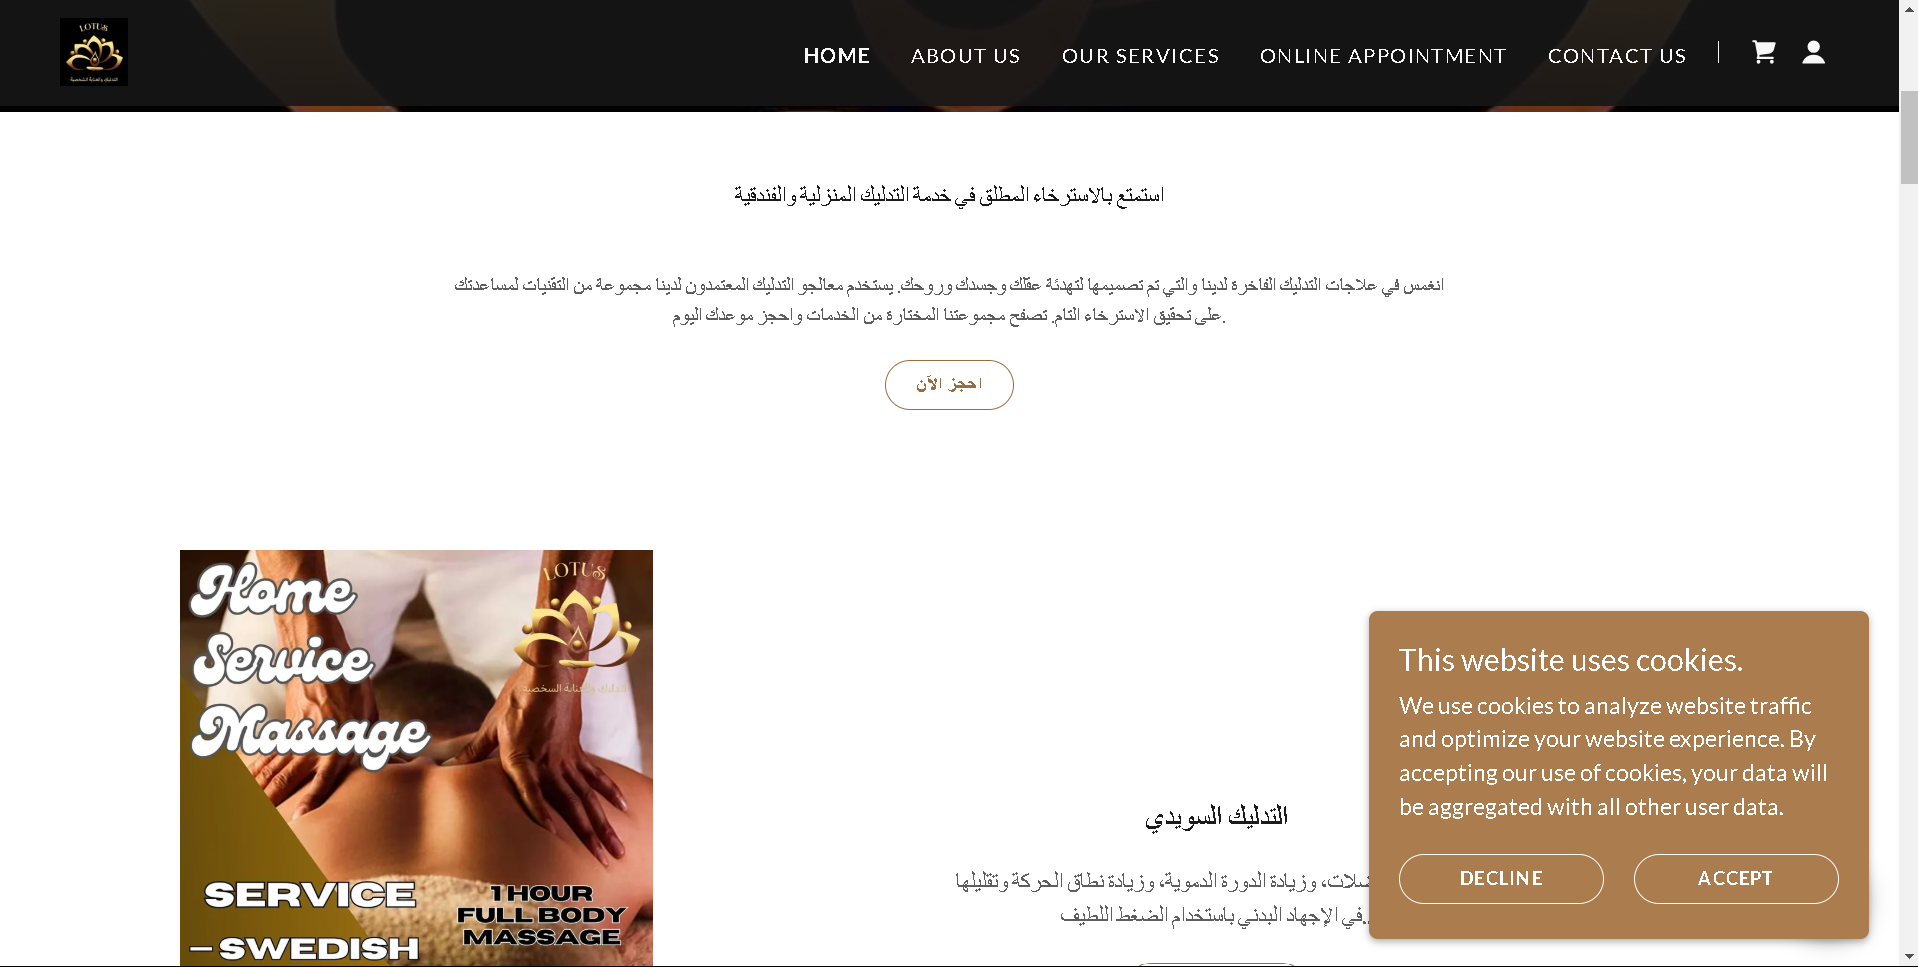 LOTUS
HOME
ABOUT US
OUR SERVICES
ONLINE APPOINTMENT
CONTACT US
استمتع بالاسترخاء المطلق في خدمة التدليك المنزلية والفندقية
انغمس في علاجات التدليك الفاخرة لدينا والتي تم تصميمها لتهدئة عقلك وجسدك وروحك. يستخدم معالجو التدليك المعتمدون لدينا مجموعة من التقنيات لمساعدتك
على تحقيق الاسترخاء التام. تصفح مجموعتنا المختارة من الخدمات واحجز موعدك اليوم.
احجز الآن
Home
Service
Massage
LOTUS
SERVICE
– SWEDISH
1 HOUR
FULL BODY
MASSAGE
التدليك السويدي
وزيادة الدورة الدموية، وزيادة نطاق الحركة وتقليلها
في الإجهاد البدني باستخدام الضغط اللطيف
This website uses cookies.
We use cookies to analyze website traffic
and optimize your website experience. By
accepting our use of cookies, your data will
be aggregated with all other user data.
DECLINE
ACCEPT